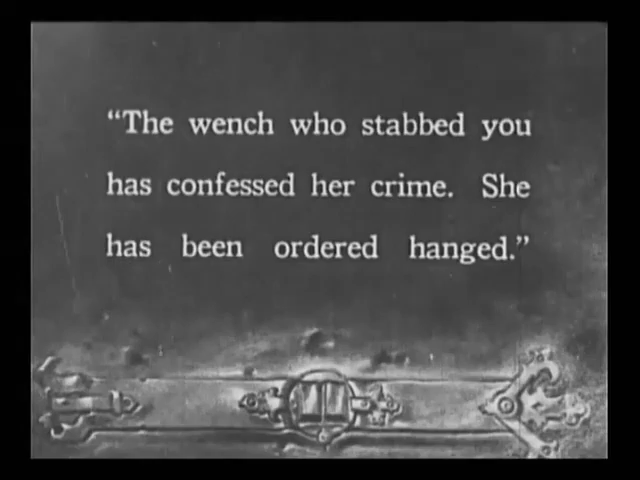 “The wench who stabbed you
has confessed her crime. She
has been ordered hanged.”